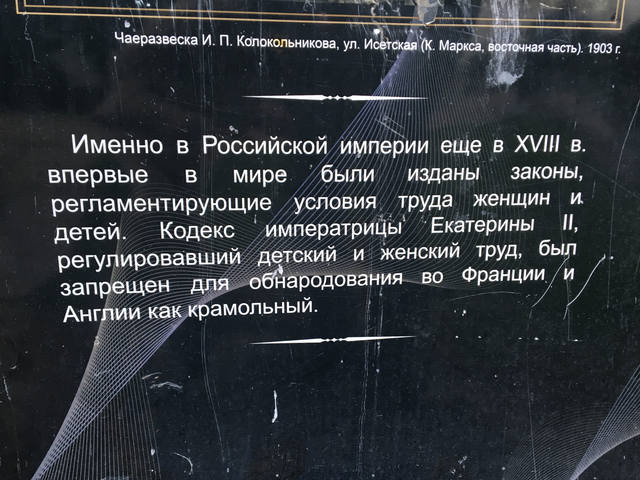 Чаеразвеска И. П. Колокольникова, ул. Исетская (К. Маркса, восточная часть). 1903 г.
Именно в Российской империи еще в XVIII в.
впервые в мире были изданы законы,
регламентирующие условия труда женщин и
детей. Кодекс императрицы Екатерины II,
регулировавший детский и женский труд, был
запрещен для обнародования во Франции и
Англии как крамольный.